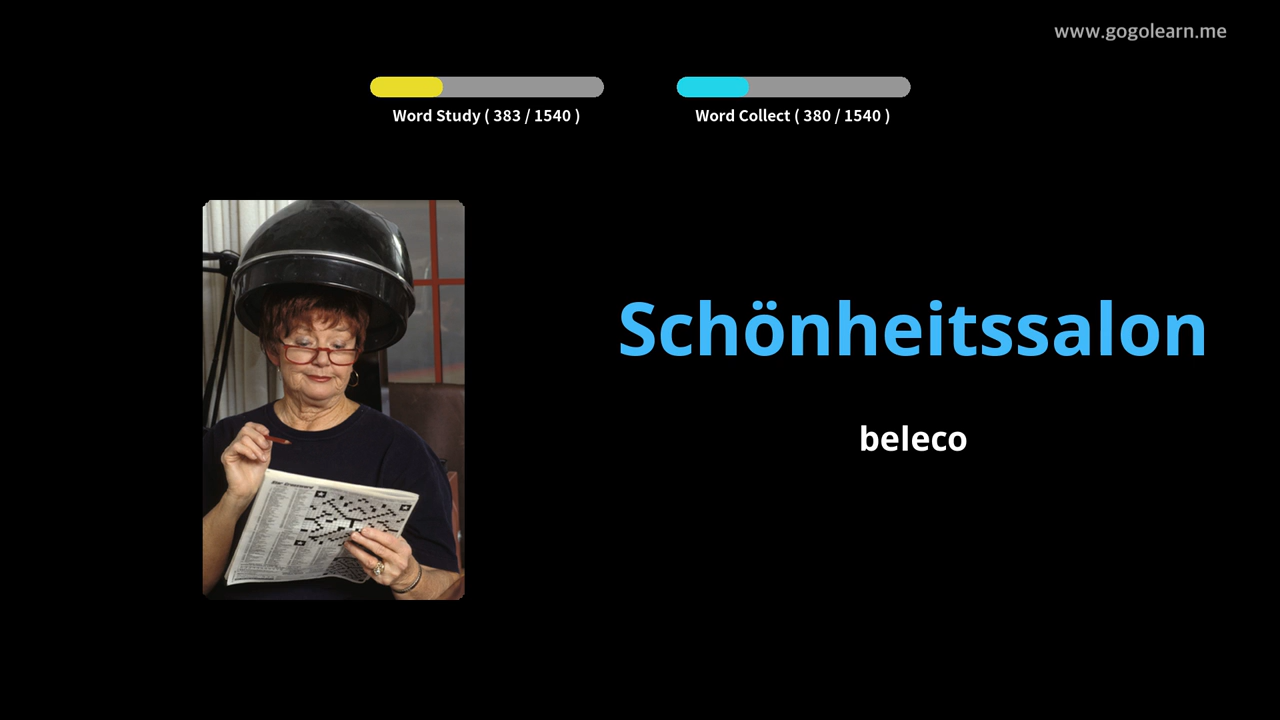 www.gogolearn.me
Word Study ( 383 / 1540 )
Word Collect ( 380 / 1540 )
Schönheitssalon
beleco